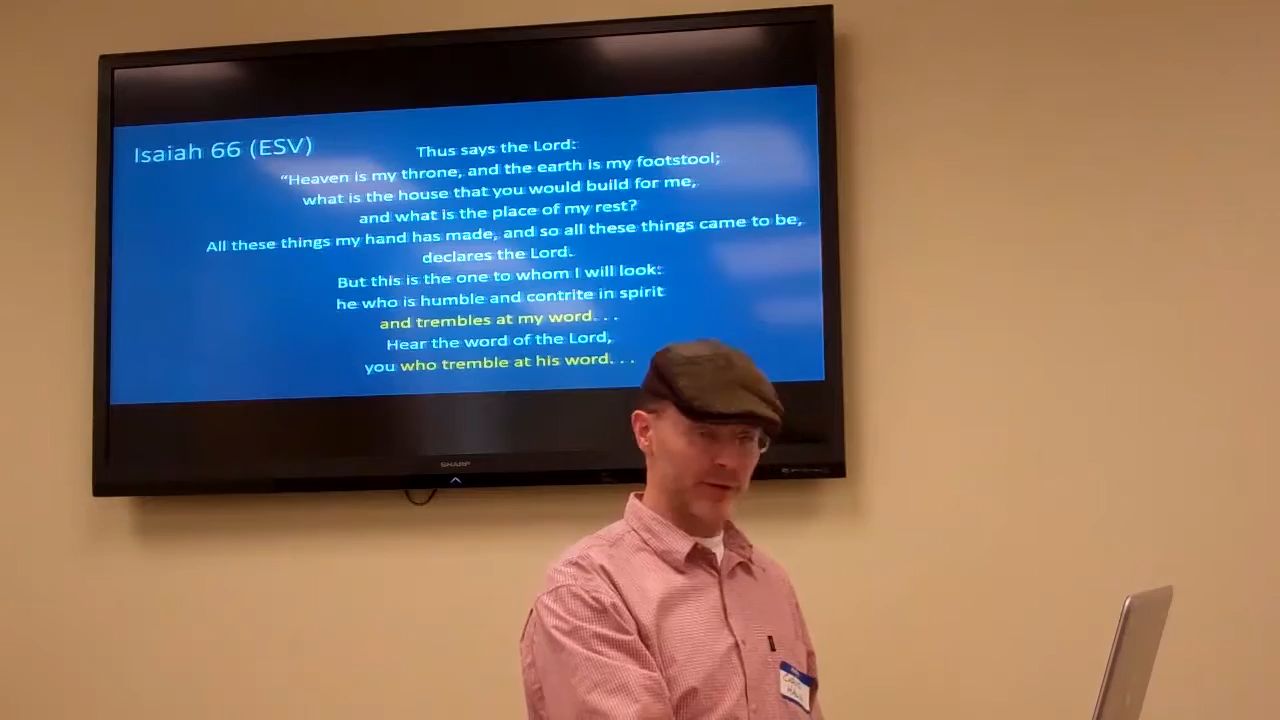 Isaiah 66 (ESV)
Thus says the Lord:
“Heaven is my throne, and the earth is my footstool;
what is the house that you would build for me,
and what is the place of my rest?
All these things my hand has made, and so all these things came to be,
declares the Lord.
But this is the one to whom I will look:
he who is humble and contrite in spirit
and trembles at my word. . .
Hear the word of the Lord,
you who tremble at his word. . .
SHARP